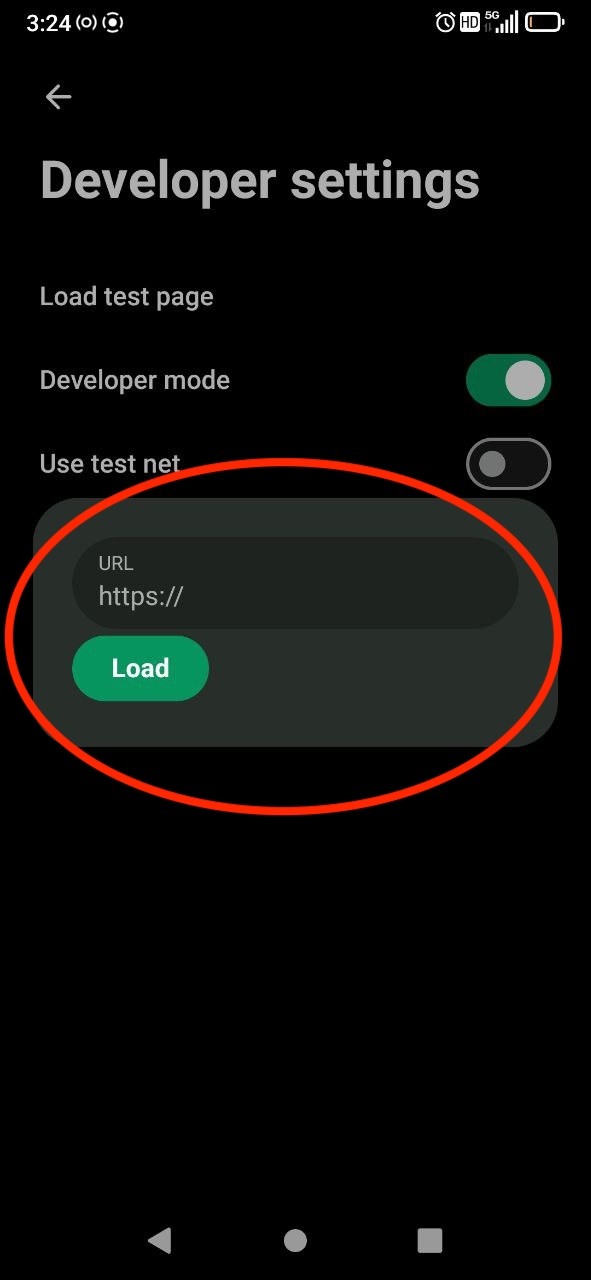 3:24
HD 5G
Developer settings
Load test page
Developer mode
Use test net
URL
https://
Load